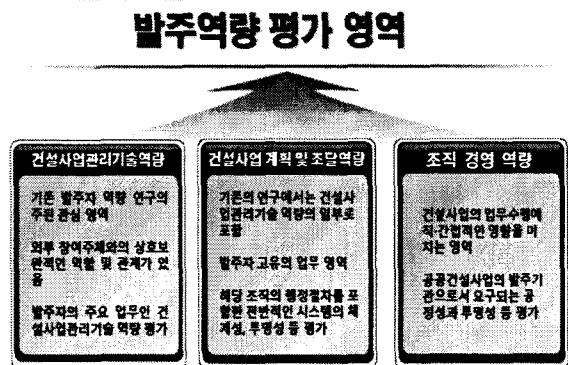 발주역량 평가 영역
건설사업관리기술역량
기존 발주자 역량 연구의
주된 관심 영역
외부 참여주체와의 상호보
완적인 역할 및 관계가 있
음
발주자의 주요 업무인 건
설사업관리기술 역량 평가
건설사업 계획 및 조달역량
기존의 연구에서는 건설사
업관리기술 역량의 일부로
포함
발주자 고유의 업무 영역
해당 조직의 행정절차를 포
함한 전반적인 시스템의 체
계성, 투명성 등 평가
조직 경영 역량
건설사업의 업무수행에
직·간접적인 영향을 미
치는 영역
공공건설사업의 발주기
관으로서 요구되는 공
정성과 투명성 등 평가